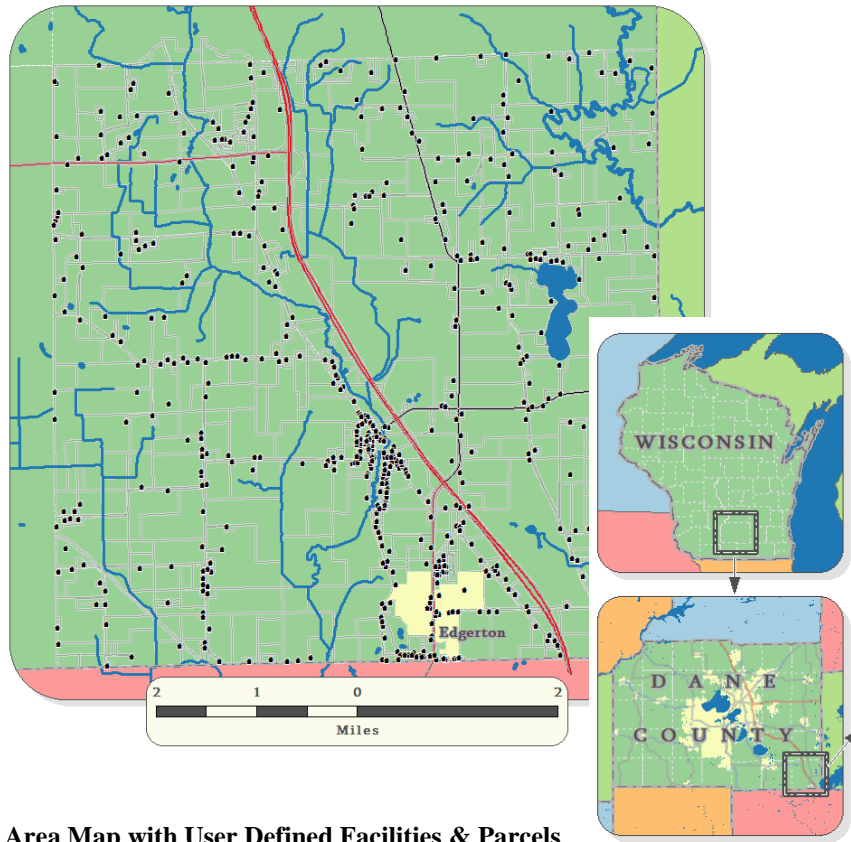 WISCONSIN
Edgerton
DANE
COUNTY
2 1 0 2
Miles
Area Map with User Defined Facilities & Parcels